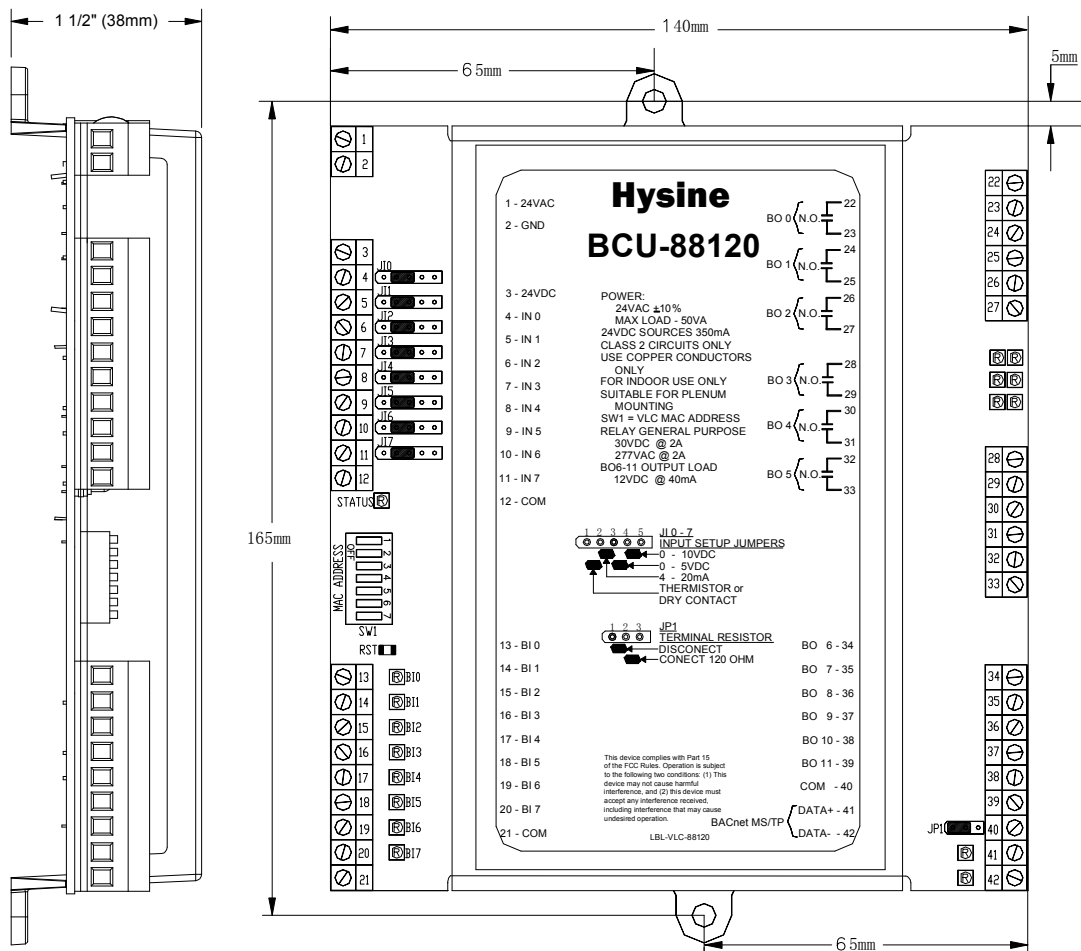 1 1/2" (38mm)
140mm
65mm
5mm
165mm
65mm
1
2
3
4
5
6
7
8
9
10
11
12
JI0
JI1
JI2
JI3
JI4
JI5
JI6
JI7
STATUS R
MAC ADDRESS
OFF
1
2
3
4
5
6
7
SW1
RST
13
14
15
16
17
18
19
20
21
R BI0
R BI1
R BI2
R BI3
R BI4
R BI5
R BI6
R BI7
Hysine
BCU-88120
1 - 24VAC
2 - GND
3 - 24VDC
4 - IN 0
5 - IN 1
6 - IN 2
7 - IN 3
8 - IN 4
9 - IN 5
10 - IN 6
11 - IN 7
12 - COM
POWER:
24VAC ±10%
MAX LOAD - 50VA
24VDC SOURCES 350mA
CLASS 2 CIRCUITS ONLY
USE COPPER CONDUCTORS
ONLY
FOR INDOOR USE ONLY
SUITABLE FOR PLENUM
MOUNTING
SW1 = VLC MAC ADDRESS
RELAY GENERAL PURPOSE
30VDC @ 2A
277VAC @ 2A
BO6-11 OUTPUT LOAD
12VDC @ 40mA
BO 0 N.O. 22 23
BO 1 N.O. 24 25
BO 2 N.O. 26 27
BO 3 N.O. 28 29
BO 4 N.O. 30 31
BO 5 N.O. 32 33
1 2 3 4 5 JI 0 - 7
INPUT SETUP JUMPERS
0 - 10VDC
0 - 5VDC
4 - 20mA
THERMISTOR or
DRY CONTACT
1 2 3 JP1
TERMINAL RESISTOR
DISCONECT
CONECT 120 OHM
13 - BI 0
14 - BI 1
15 - BI 2
16 - BI 3
17 - BI 4
18 - BI 5
19 - BI 6
20 - BI 7
21 - COM
This device complies with Part 15
of the FCC Rules. Operation is subject
to the following two conditions: (1) This
device may not cause harmful
interference, and (2) this device must
accept any interference received,
including interference that may cause
undesired operation.
LBL-VLC-88120
BO 6 - 34
BO 7 - 35
BO 8 - 36
BO 9 - 37
BO 10 - 38
BO 11 - 39
COM - 40
BACnet MS/TP
DATA+ - 41
DATA- - 42
22
23
24
25
26
27
R R
R R
R R
28
29
30
31
32
33
34
35
36
37
38
39
JP1 40
R 41
R 42